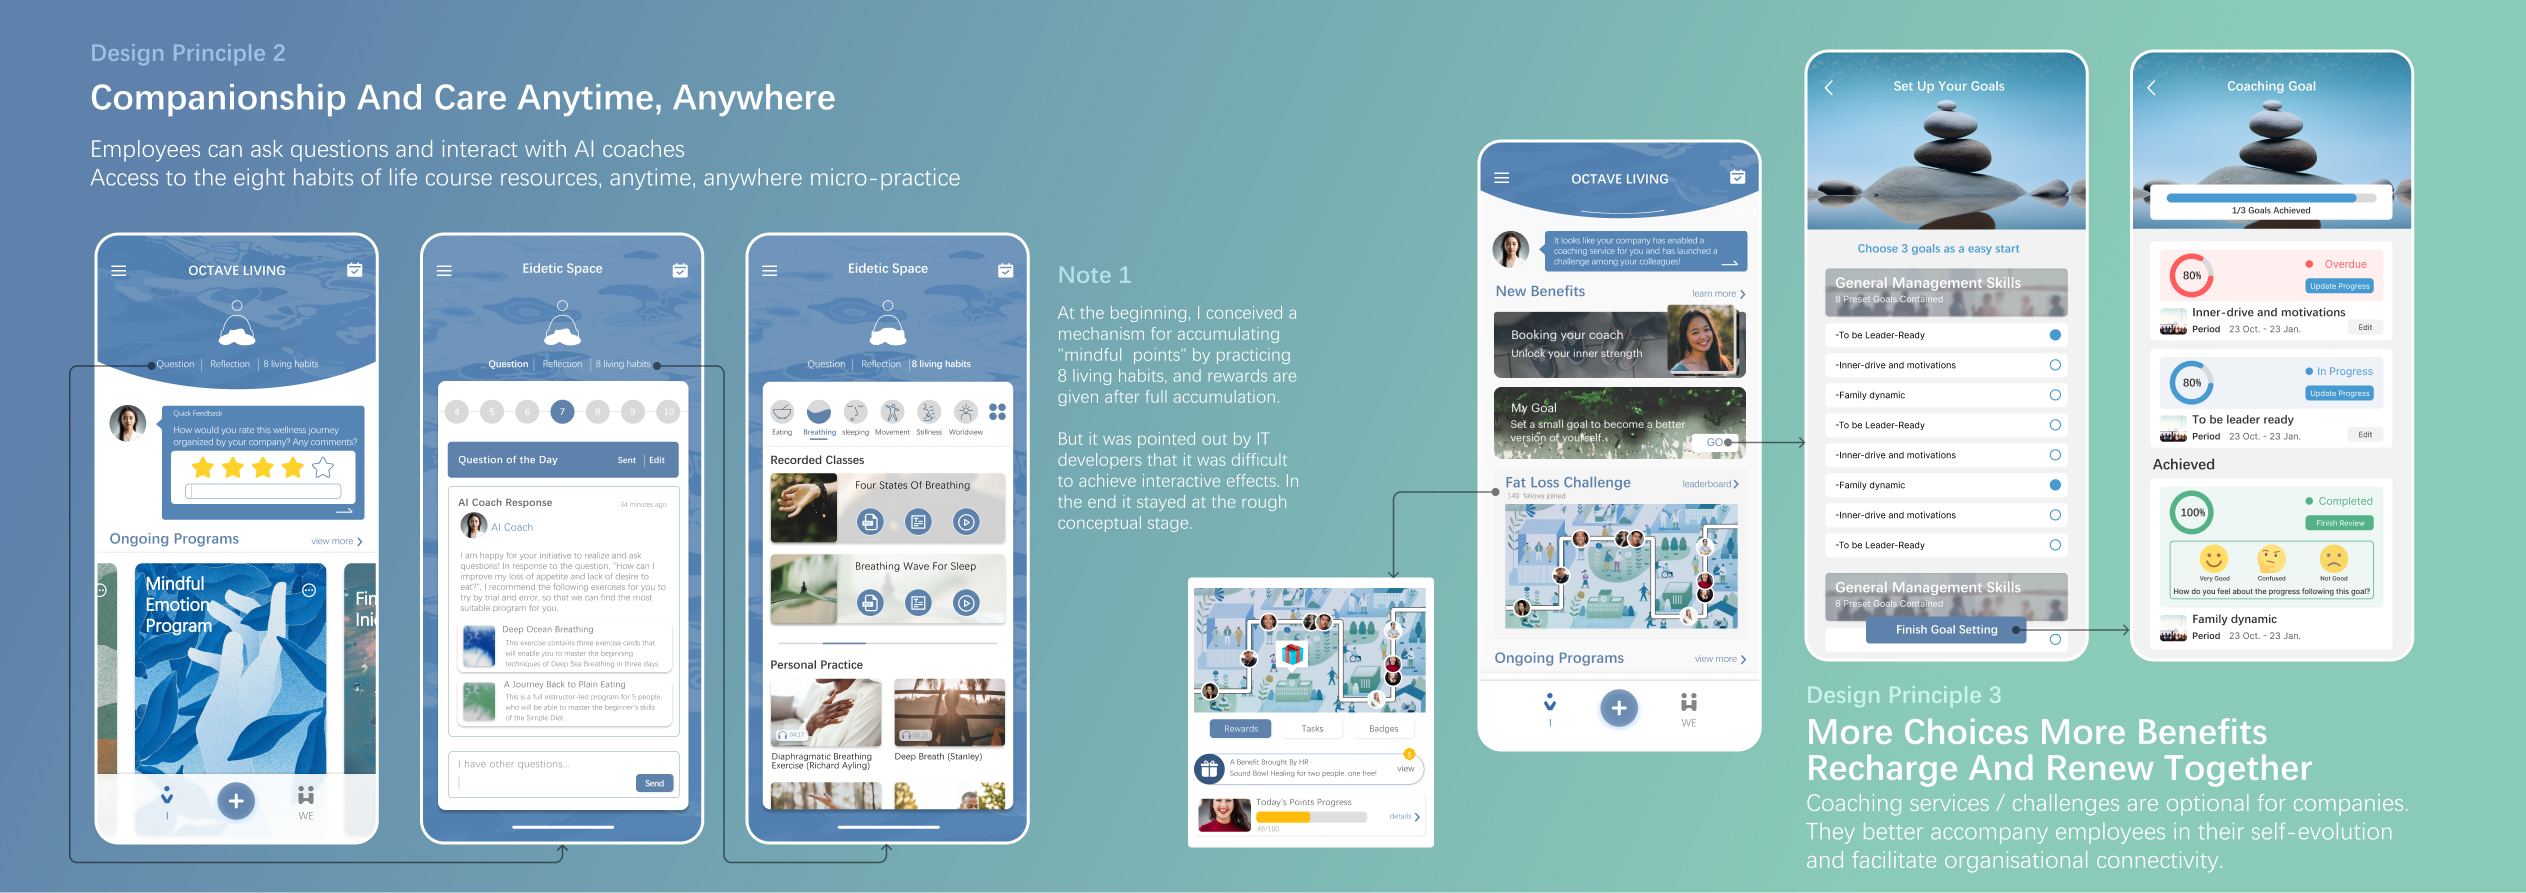 Design Principle 2
Companionship And Care Anytime, Anywhere
Employees can ask questions and interact with AI coaches
Access to the eight habits of life course resources, anytime, anywhere micro-practice
OCTAVE LIVING
Question
Reflection
8 living habits
Quick Feedback
How would you rate this wellness journey
organized by your company? Any comments?
Ongoing Programs
view more
Mindful
Emotion
Program
Fin
Ini
I
WE
Eidetic Space
Question
Reflection
8 living habits
4 5 6 7 8 9 10
Question of the Day
Sent
Edit
AI Coach Response
34 minutes ago
AI Coach
I am happy for your initiative to realize and ask
questions! In response to the question, "How can I
improve my loss of appetite and lack of desire to
eat?", I recommend the following exercises for you to
try by trial and error, so that we can find the most
suitable program for you.
Deep Ocean Breathing
This exercise contains three exercise cards that
will enable you to master the beginning
techniques of Deep Sea Breathing in three days.
A Journey Back to Plain Eating
This is a full instructor-led program for 5 people,
who will be able to master the beginner's skills
of the Simple Diet.
I have other questions...
Send
Eidetic Space
Question
Reflection
8 living habits
Eating
Breathing
sleeping
Movement
Stillness
Worldview
Recorded Classes
Four States Of Breathing
Breathing Wave For Sleep
Personal Practice
04:17
Diaphragmatic Breathing
Exercise (Richard Ayling)
Deep Breath (Stanley)
Note 1
At the beginning, I conceived a
mechanism for accumulating
"mindful points" by practicing
8 living habits, and rewards are
given after full accumulation.
But it was pointed out by IT
developers that it was difficult
to achieve interactive effects. In
the end it stayed at the rough
conceptual stage.
Rewards
Tasks
Badges
A Benefit Brought By HR
Sound Bowl Healing for two people, one free!
5
view
Today's Points Progress
48/100
details
OCTAVE LIVING
It looks like your company has enabled a
coaching service for you and has launched a
challenge among your colleagues!
New Benefits
learn more
Booking your coach
Unlock your inner strength
My Goal
Set a small goal to become a better
version of yourself.
GO
Fat Loss Challenge
149 fellows joined
leaderboard
Ongoing Programs
view more
I
WE
Set Up Your Goals
Choose 3 goals as a easy start
General Management Skills
8 Preset Goals Contained
-To be Leader-Ready
-Inner-drive and motivations
-Family dynamic
-To be Leader-Ready
-Inner-drive and motivations
-Family dynamic
-Inner-drive and motivations
-To be Leader-Ready
General Management Skills
8 Preset Goals Contained
Finish Goal Setting
Coaching Goal
1/3 Goals Achieved
80%
Overdue
Update Progress
Inner-drive and motivations
Period 23 Oct. - 23 Jan.
Edit
80%
In Progress
Update Progress
To be leader ready
Period 23 Oct. - 23 Jan.
Edit
Achieved
100%
Completed
Finish Review
Very Good
Confused
Not Good
How do you feel about the progress following this goal?
Family dynamic
Period 23 Oct. - 23 Jan.
Design Principle 3
More Choices More Benefits
Recharge And Renew Together
Coaching services / challenges are optional for companies.
They better accompany employees in their self-evolution
and facilitate organisational connectivity.